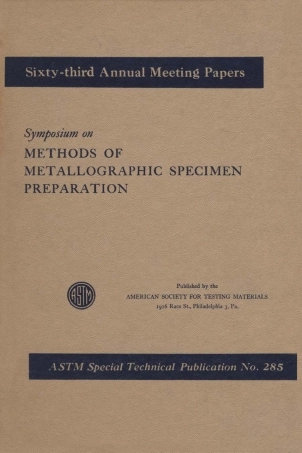 Sixty-third Annual Meeting Papers
Symposium on
METHODS OF
METALLOGRAPHIC SPECIMEN
PREPARATION
ASTM
Published by the
AMERICAN SOCIETY FOR TESTING MATERIALS
1916 Race St., Philadelphia 3, Pa.
ASTM Special Technical Publication No. 285